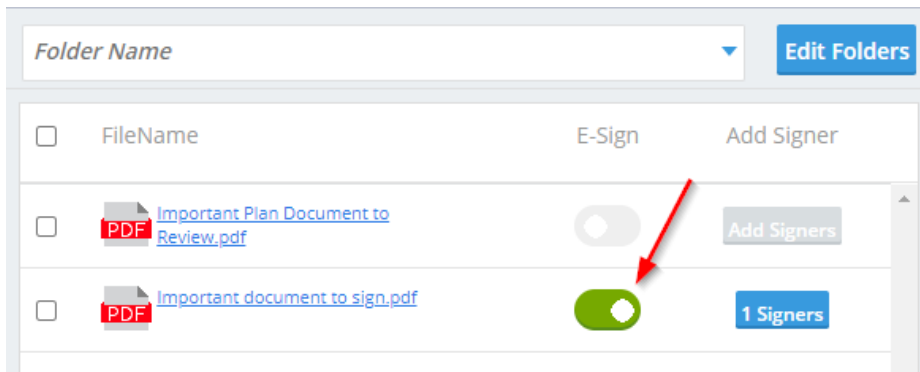 Folder Name
Edit Folders
FileName E-Sign Add Signer
PDF Important Plan Document to
Review.pdf
Add Signers
PDF Important document to sign.pdf
1 Signers